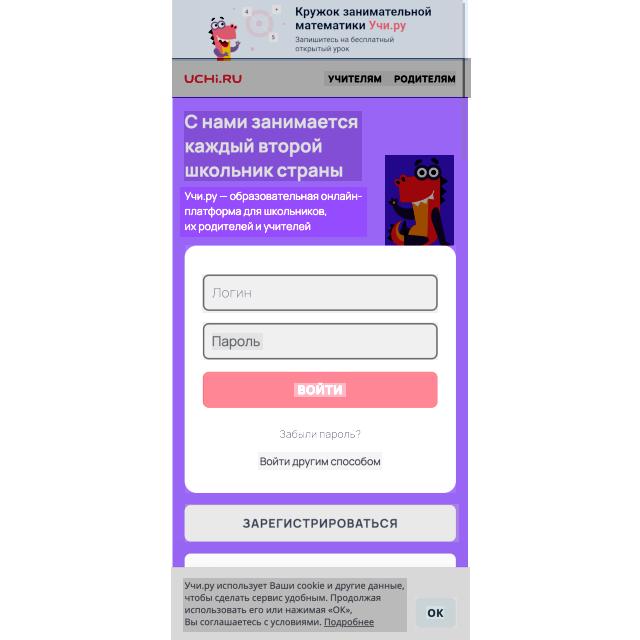 Кружок занимательной
математики Учи.ру
Запишитесь на бесплатный
открытый урок
4
5
UCHi.RU
УЧИТЕЛЯМ РОДИТЕЛЯМ
С нами занимается
каждый второй
школьник страны
Учи.ру — образовательная онлайн-
платформа для школьников,
их родителей и учителей
Логин
Пароль
ВОЙТИ
Забыли пароль?
Войти другим способом
ЗАРЕГИСТРИРОВАТЬСЯ
Учи.ру использует Ваши cookie и другие данные,
чтобы сделать сервис удобным. Продолжая
использовать его или нажимая «ОК»,
Вы соглашаетесь с условиями. Подробнее
ОК